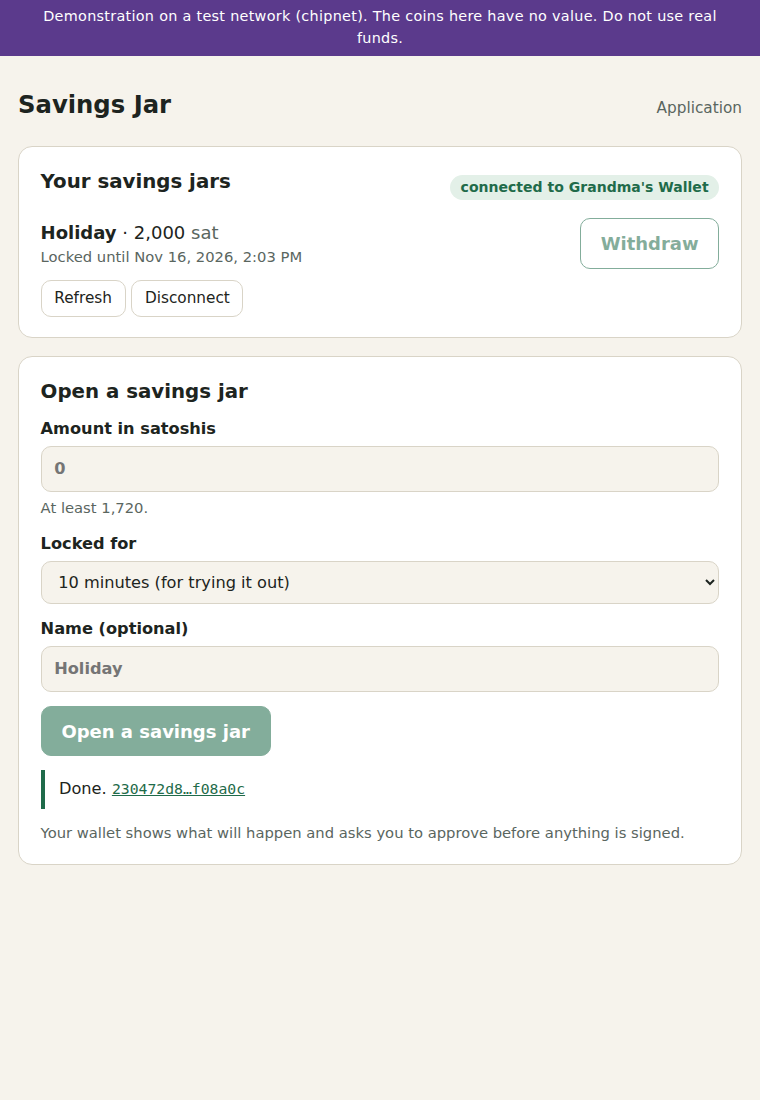 Demonstration on a test network (chipnet). The coins here have no value. Do not use real
funds.
Savings Jar
Application
Your savings jars
connected to Grandma's Wallet
Holiday · 2,000 sat
Locked until Nov 16, 2026, 2:03 PM
Withdraw
Refresh
Disconnect
Open a savings jar
Amount in satoshis
0
At least 1,720.
Locked for
10 minutes (for trying it out)
Name (optional)
Holiday
Open a savings jar
Done. 230472d8…f08a0c
Your wallet shows what will happen and asks you to approve before anything is signed.